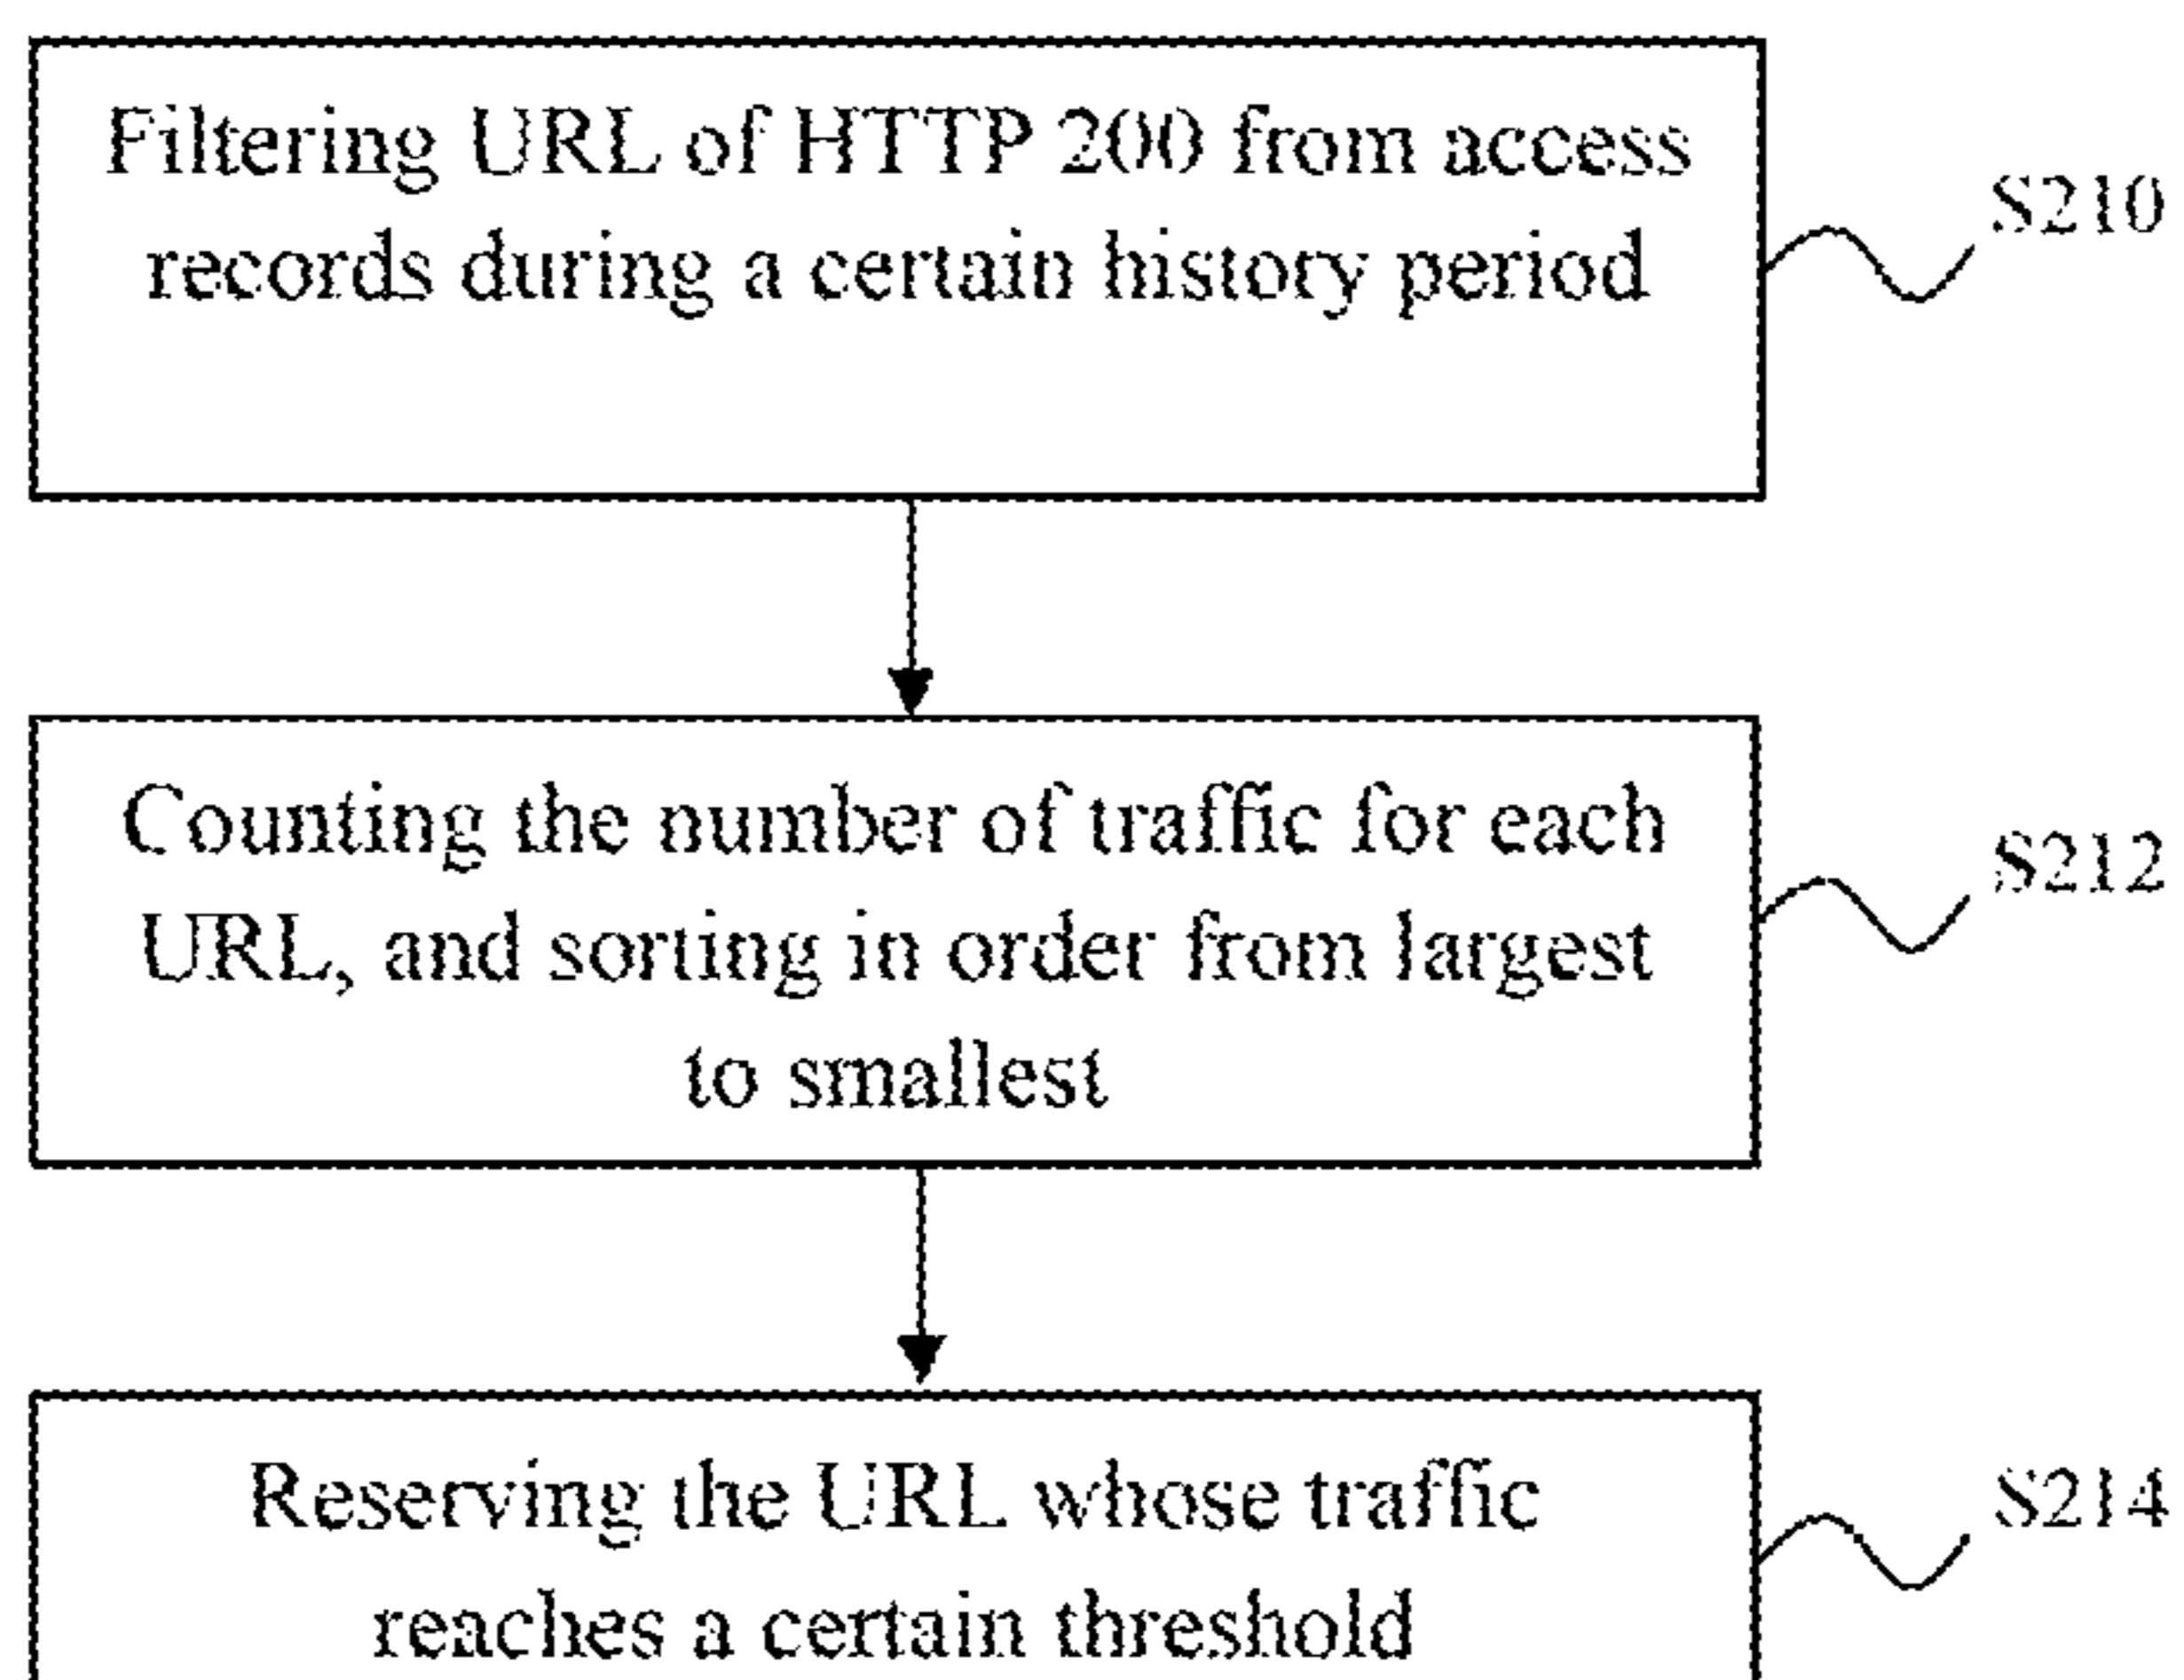 Filtering URL of HTTP 200 from access
records during a certain history period
S210
Counting the number of traffic for each
URL, and sorting in order from largest
to smallest
S212
Reserving the URL whose traffic
reaches a certain threshold
S214